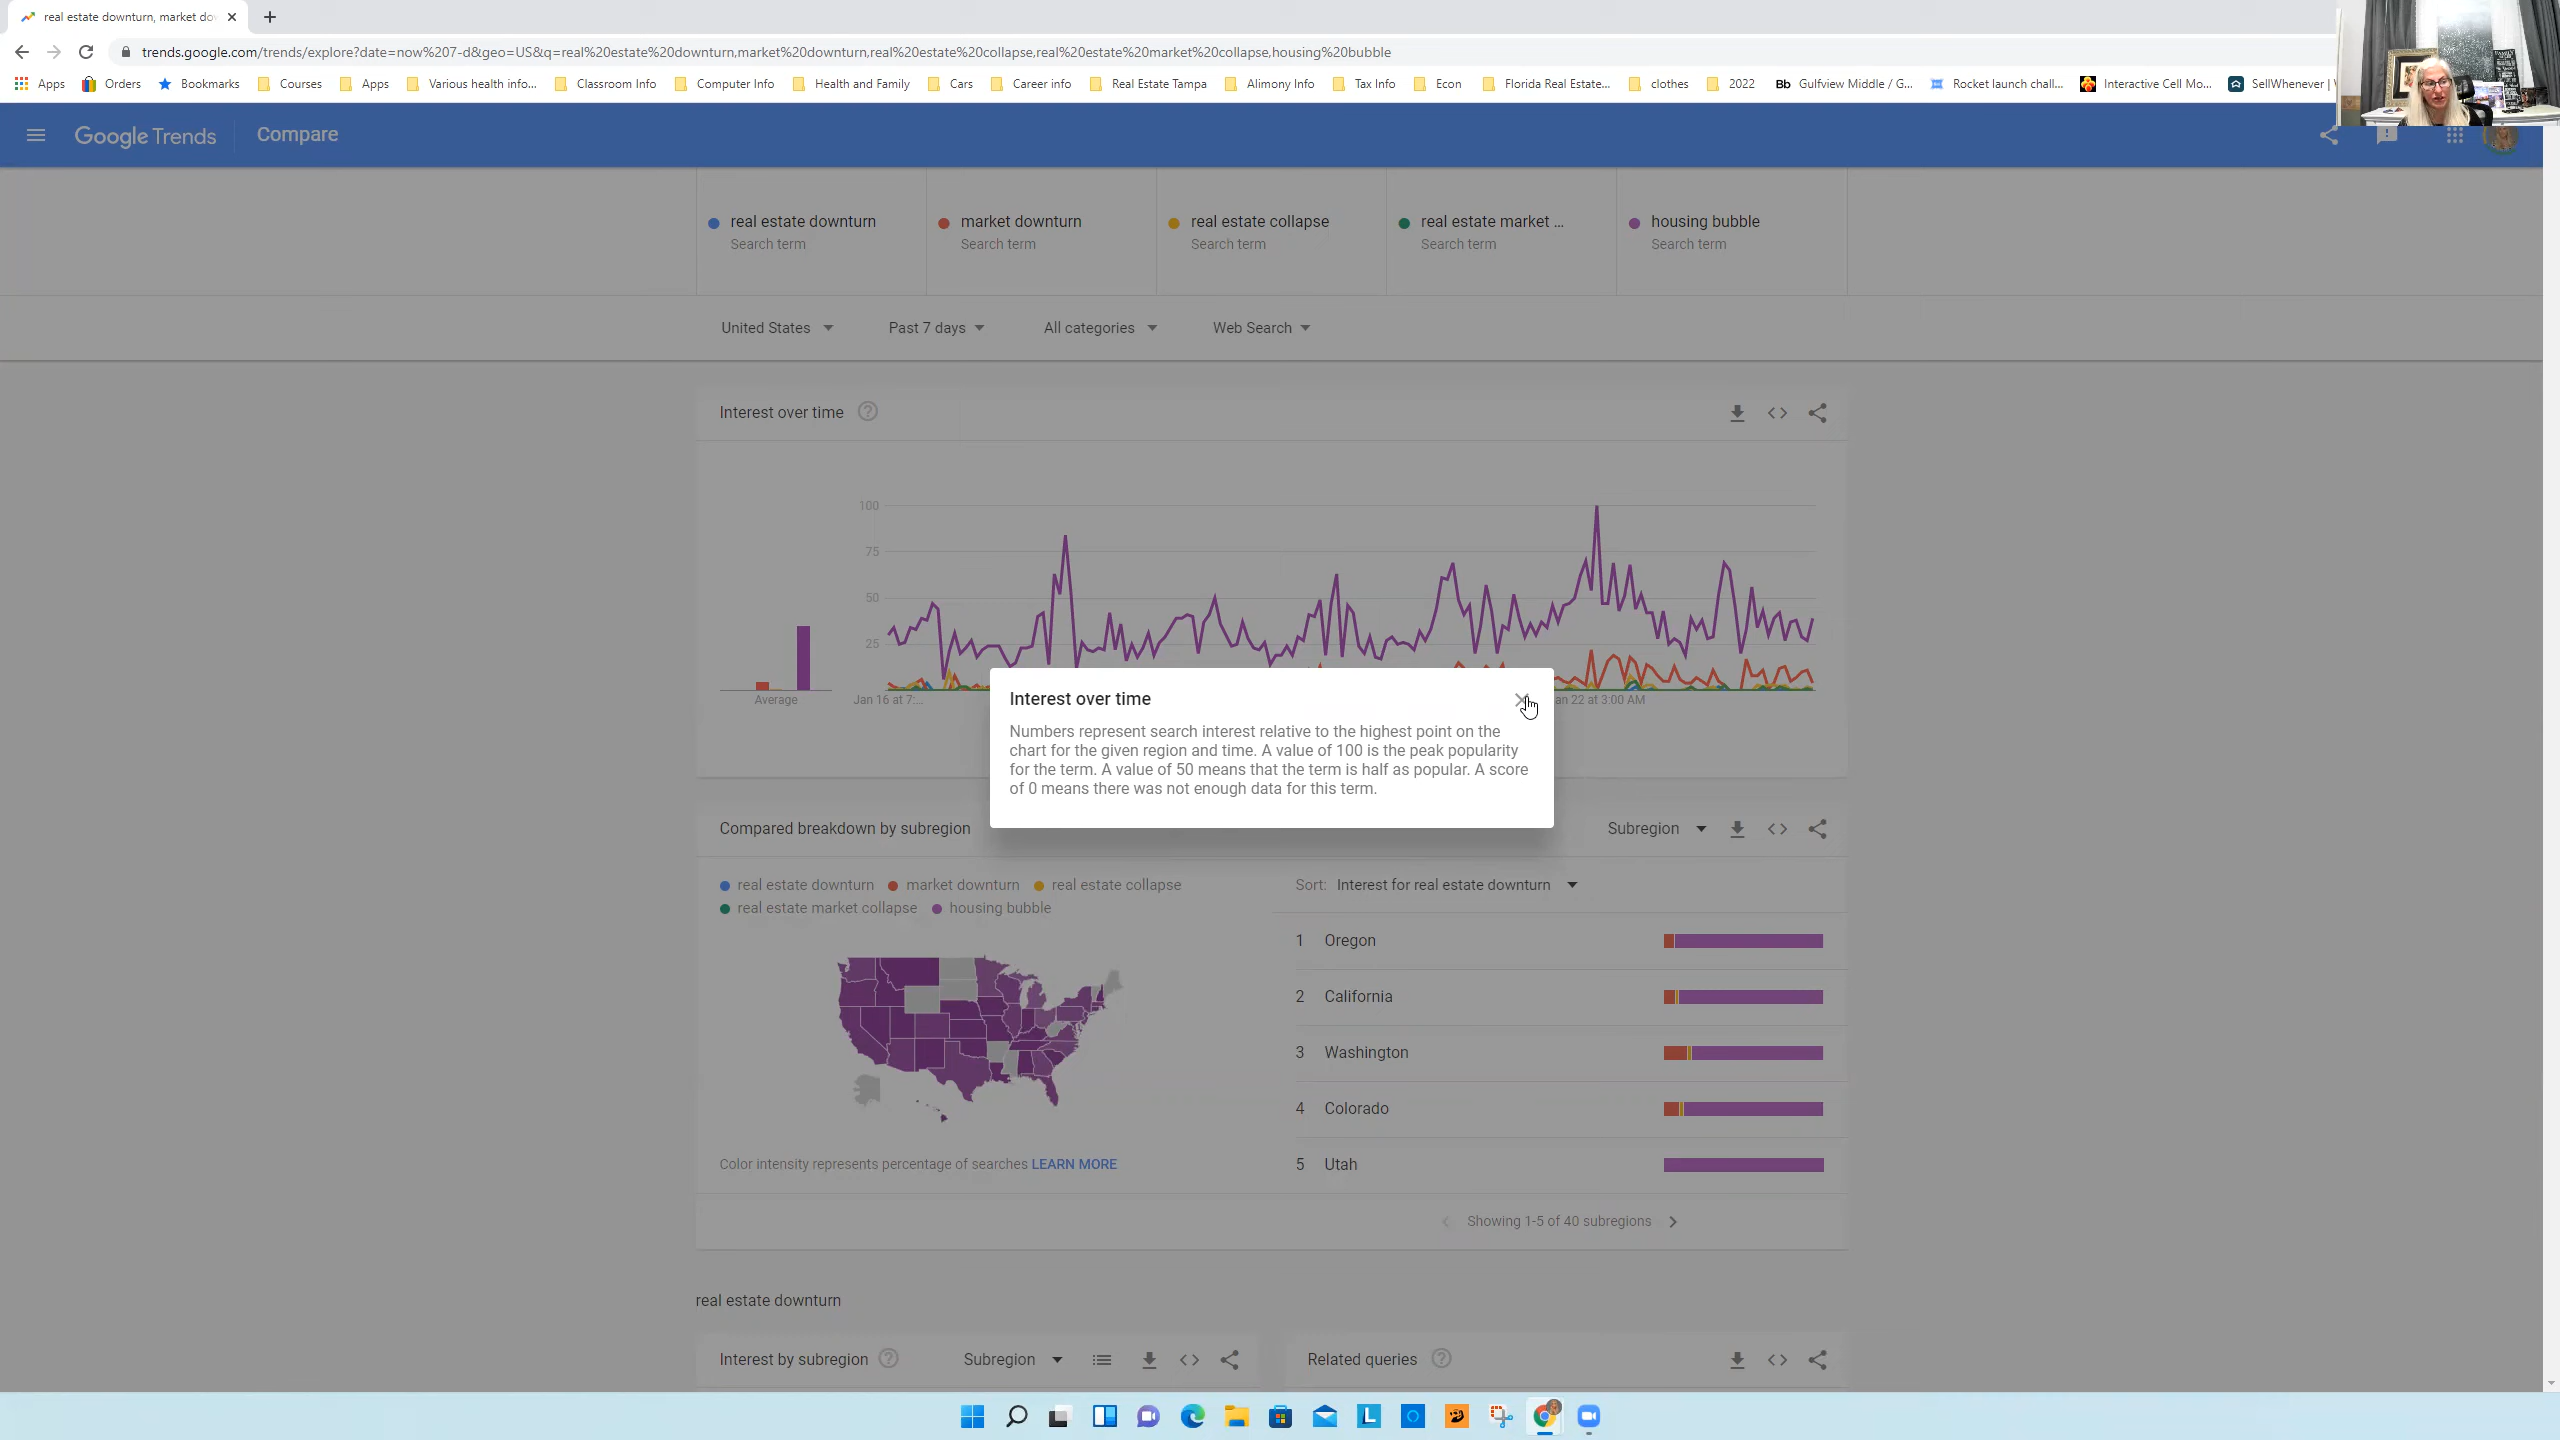 real estate downturn, market do
trends.google.com/trends/explore?date=now%207-d&geo=US&q=real%20estate%20downturn,market%20downturn,real%20estate%20collapse,real%20estate%20market%20collapse,housing%20bubble
Apps Orders Bookmarks Courses Apps Various health info... Classroom Info Computer Info Health and Family Cars Career info Real Estate Tampa Alimony Info Tax Info Econ Florida Real Estate... clothes 2022 Bb Gulfview Middle / G... Rocket launch chall... Interactive Cell Mo... SellWhenever |
Google Trends Compare
real estate downturn market downturn real estate collapse real estate market ... housing bubble
Search term Search term Search term Search term Search term
United States Past 7 days All categories Web Search
Interest over time
100
75
50
25
Average Jan 16 at 7:... an 22 at 3:00 AM
Interest over time
Numbers represent search interest relative to the highest point on the
chart for the given region and time. A value of 100 is the peak popularity
for the term. A value of 50 means that the term is half as popular. A score
of 0 means there was not enough data for this term.
Compared breakdown by subregion Subregion
real estate downturn market downturn real estate collapse
real estate market collapse housing bubble
Sort: Interest for real estate downturn
1 Oregon
2 California
3 Washington
4 Colorado
5 Utah
Color intensity represents percentage of searches LEARN MORE
Showing 1-5 of 40 subregions
real estate downturn
Interest by subregion Subregion Related queries
L